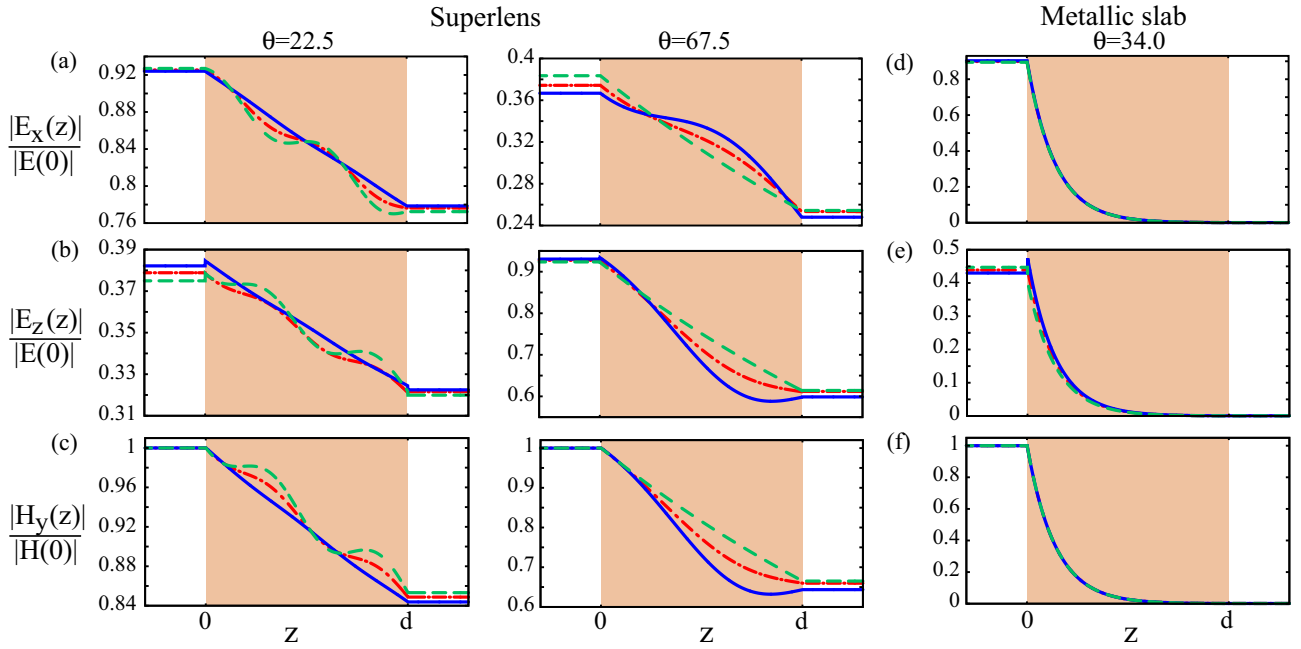 Superlens
Metallic slab
θ=22.5
θ=67.5
θ=34.0
(a)
|E_x(z)|
|E(0)|
0.92
0.88
0.84
0.8
0.76
0.4
0.36
0.32
0.28
0.24
(d)
0.8
0.6
0.4
0.2
0
(b)
|E_z(z)|
|E(0)|
0.39
0.37
0.35
0.33
0.31
0.9
0.8
0.7
0.6
(e)
0.5
0.4
0.3
0.2
0.1
0
(c)
|H_y(z)|
|H(0)|
1
0.96
0.92
0.88
0.84
1
0.9
0.8
0.7
0.6
(f)
1
0.8
0.6
0.4
0.2
0
0 z d
0 z d
0 z d